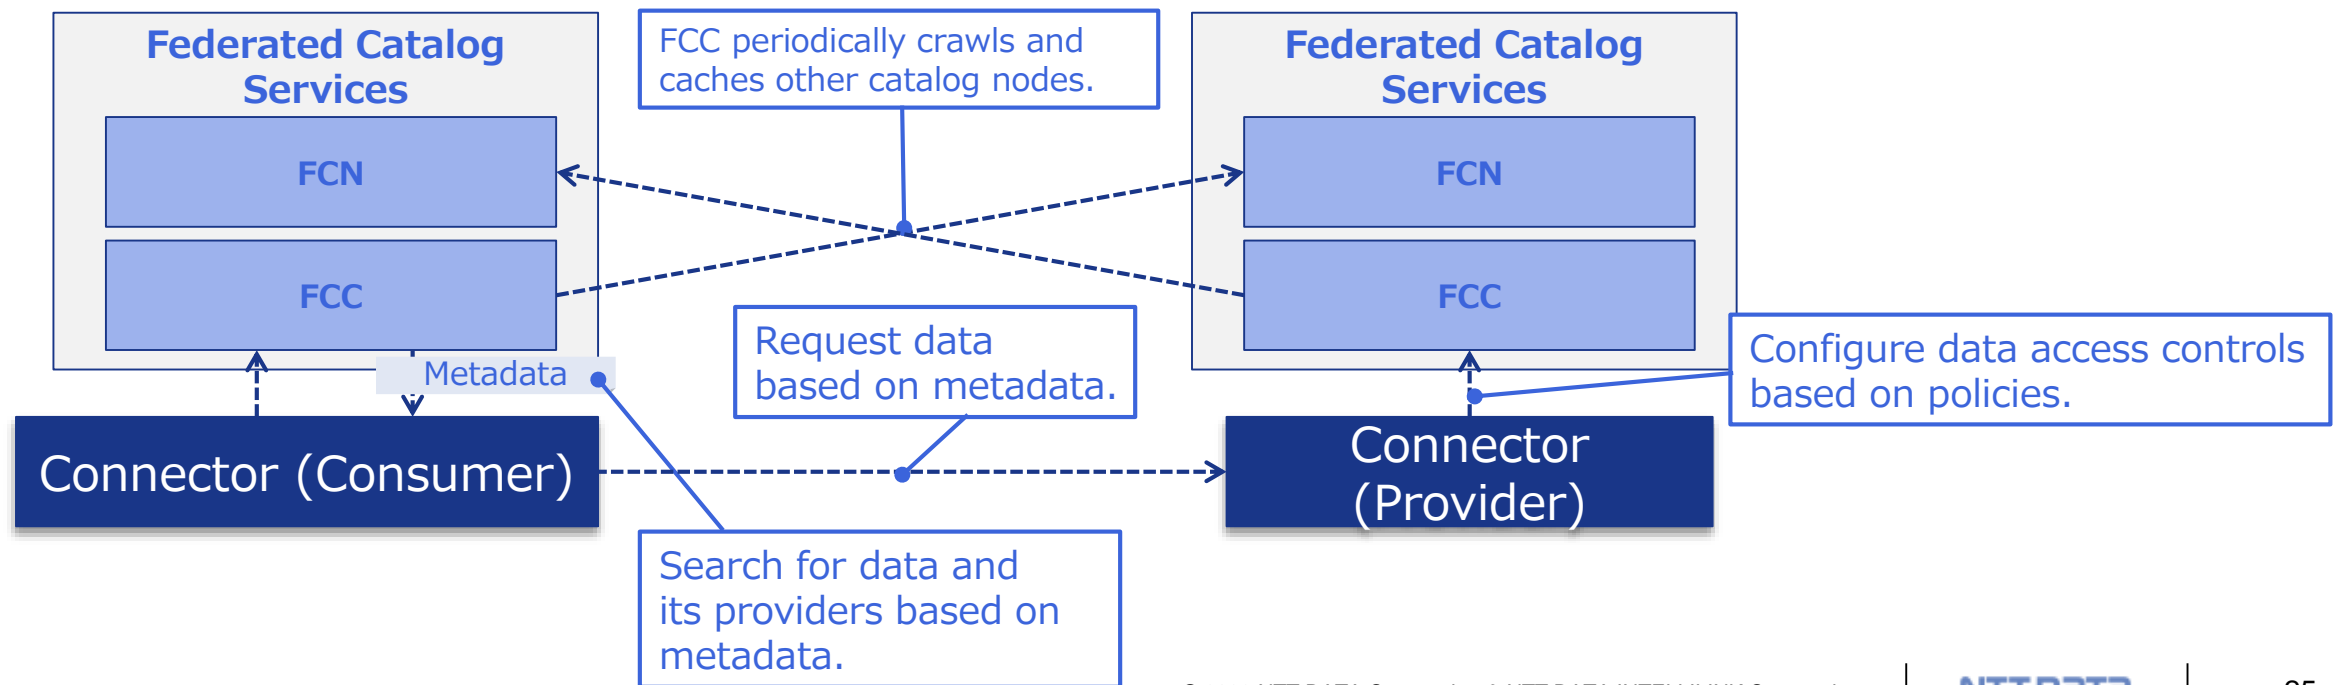 Federated Catalog
Services
FCN
FCC
FCC periodically crawls and
caches other catalog nodes.
Federated Catalog
Services
FCN
FCC
Metadata
Request data
based on metadata.
Configure data access controls
based on policies.
Connector (Consumer)
Connector
(Provider)
Search for data and
its providers based on
metadata.